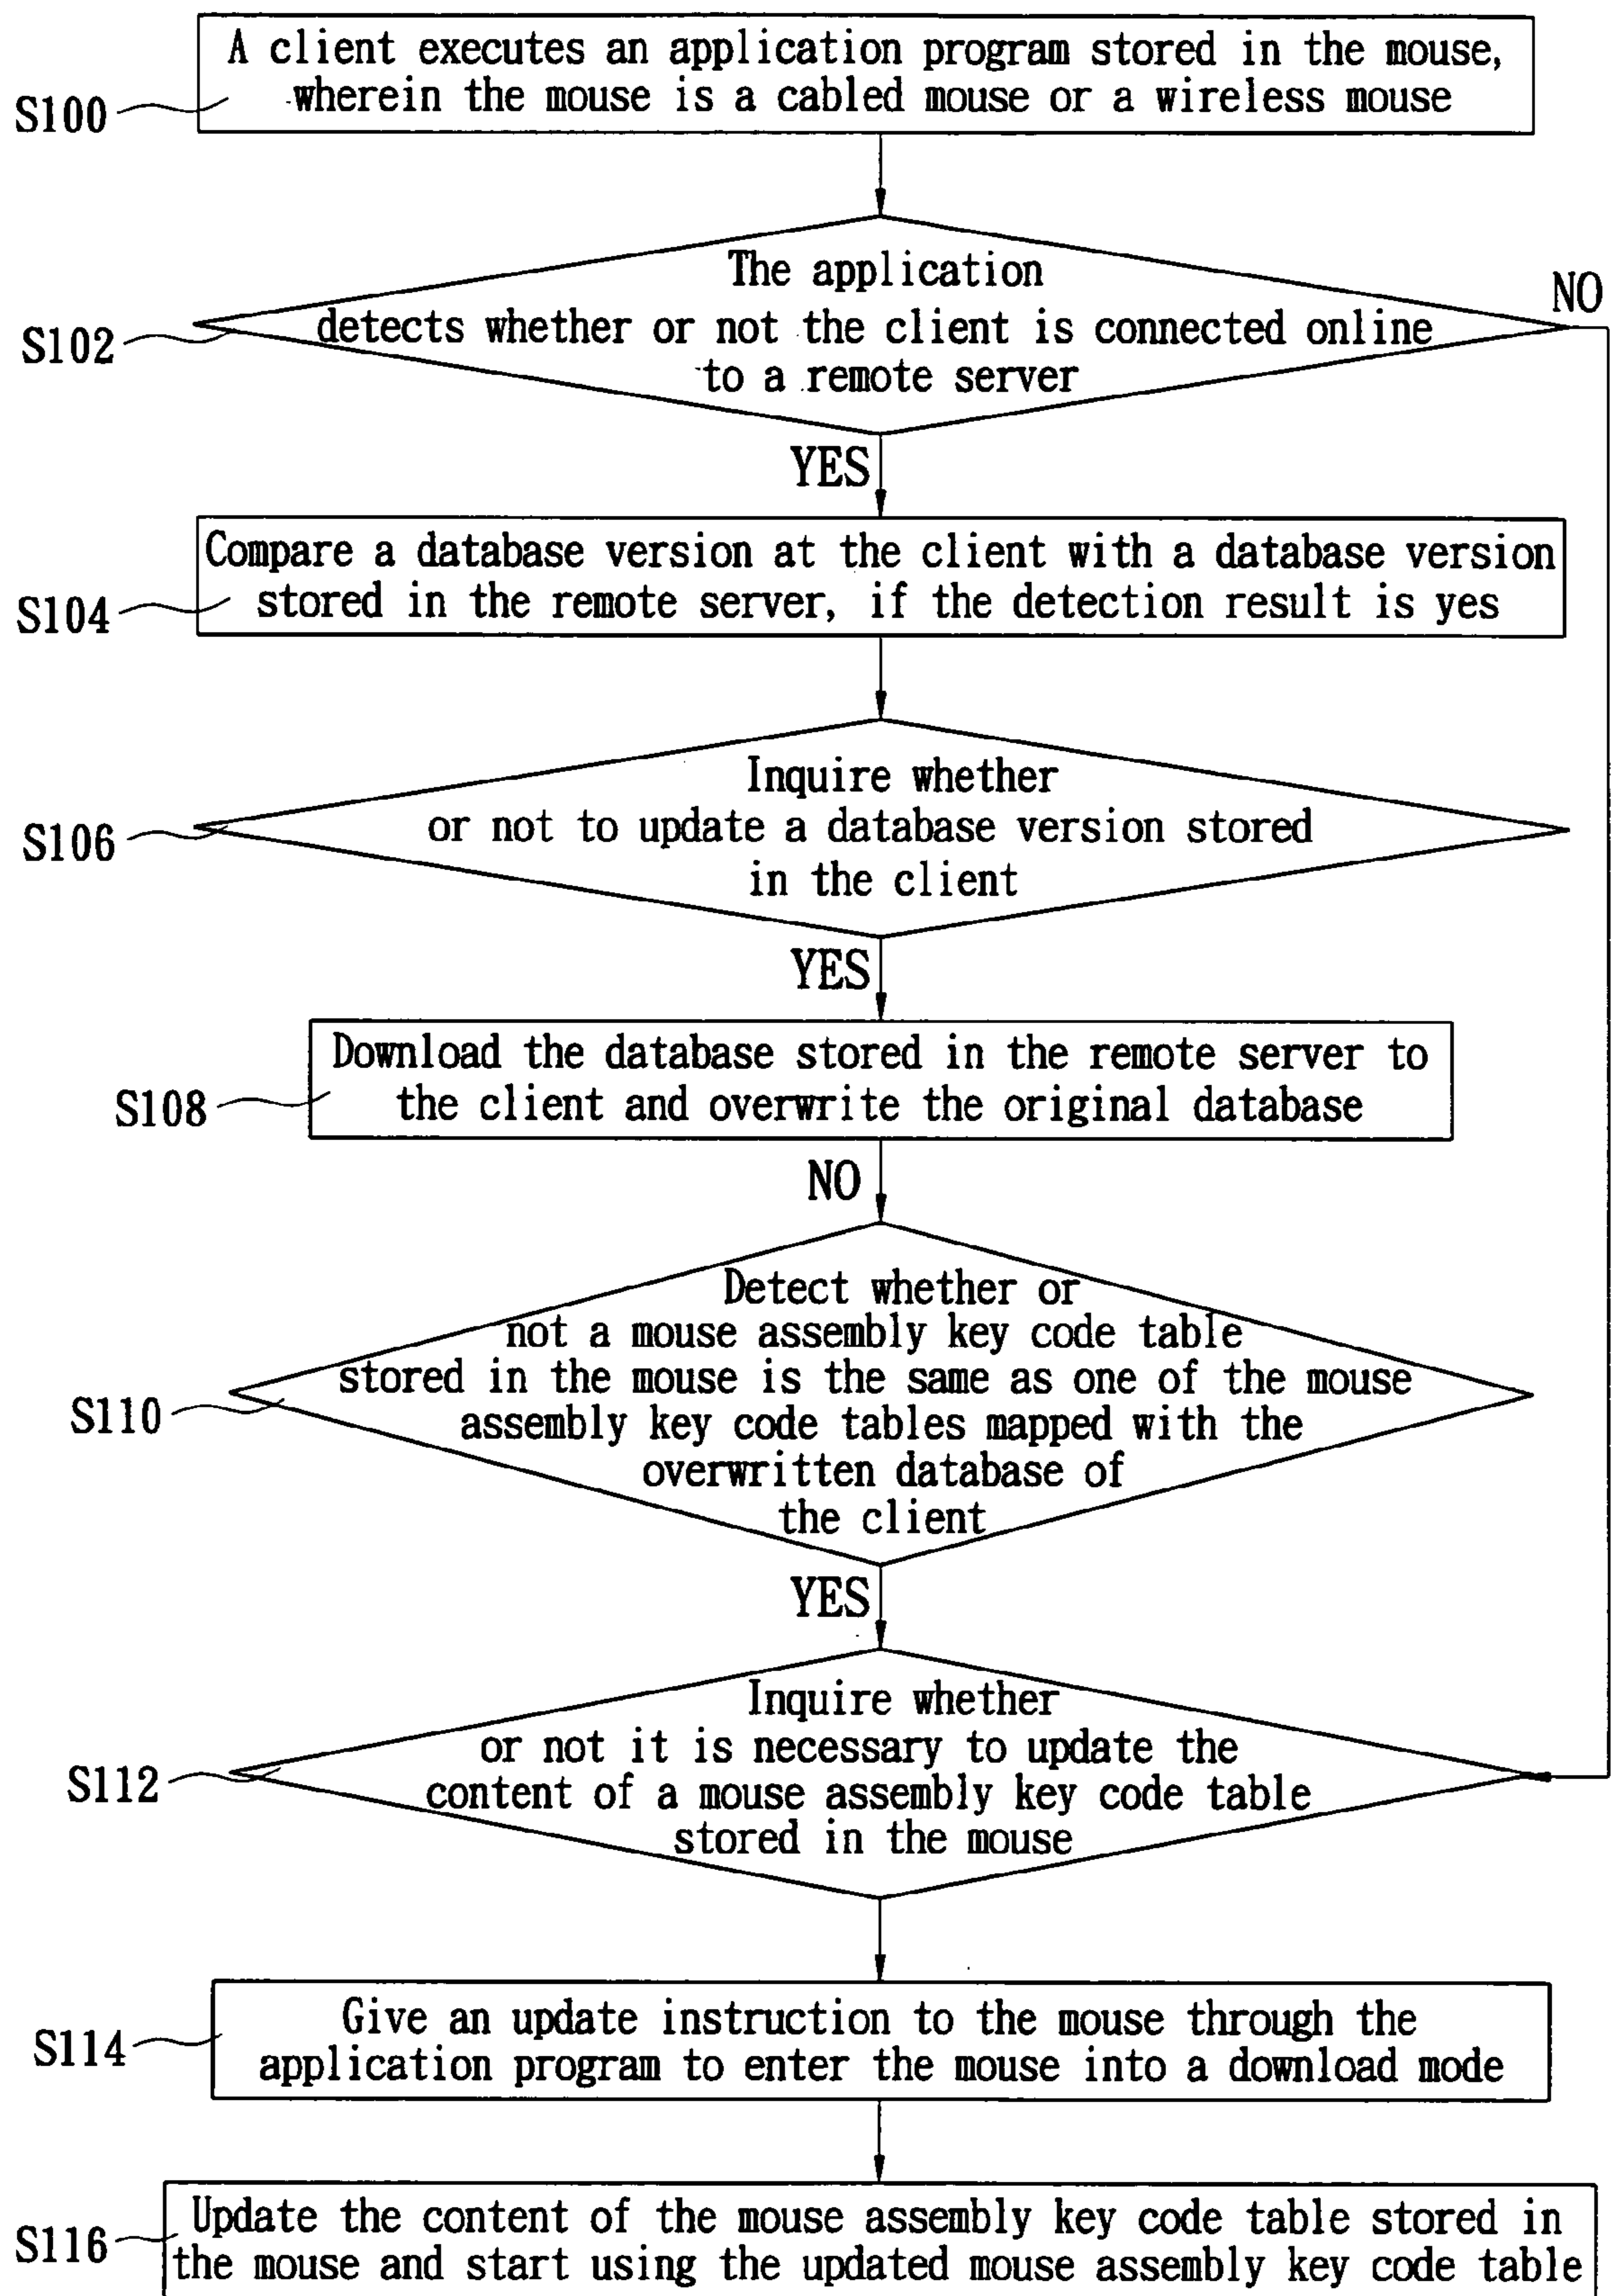 A client executes an application program stored in the mouse,
wherein the mouse is a cabled mouse or a wireless mouse
S100
The application
detects whether or not the client is connected online
to a remote server
S102
NO
YES
Compare a database version at the client with a database version
stored in the remote server, if the detection result is yes
S104
Inquire whether
or not to update a database version stored
in the client
S106
YES
Download the database stored in the remote server to
the client and overwrite the original database
S108
NO
Detect whether or
not a mouse assembly key code table
stored in the mouse is the same as one of the mouse
assembly key code tables mapped with the
overwritten database of
the client
S110
YES
Inquire whether
or not it is necessary to update the
content of a mouse assembly key code table
stored in the mouse
S112
Give an update instruction to the mouse through the
application program to enter the mouse into a download mode
S114
Update the content of the mouse assembly key code table stored in
the mouse and start using the updated mouse assembly key code table
S116